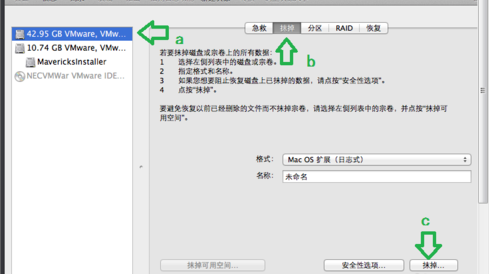 42.95 GB VMware, VMw...
10.74 GB VMware, VMw...
MavericksInstaller
NECVMWar VMware IDE...
a
急救
抹掉
分区
RAID
恢复
b
若要抹掉磁盘或宗卷上的所有数据:
1 选择左侧列表中的磁盘或宗卷。
2 指定格式和名称。
3 如果您想要阻止恢复磁盘上已抹掉的数据,请点按“安全性选项”。
4 点按“抹掉”。
要避免恢复以前已经删除的文件而不抹掉宗卷,请选择左侧列表中的宗卷,并点按“抹掉可
用空间”。
格式: Mac OS 扩展(日志式)
名称: 未命名
c
抹掉可用空间...
安全性选项...
抹掉...